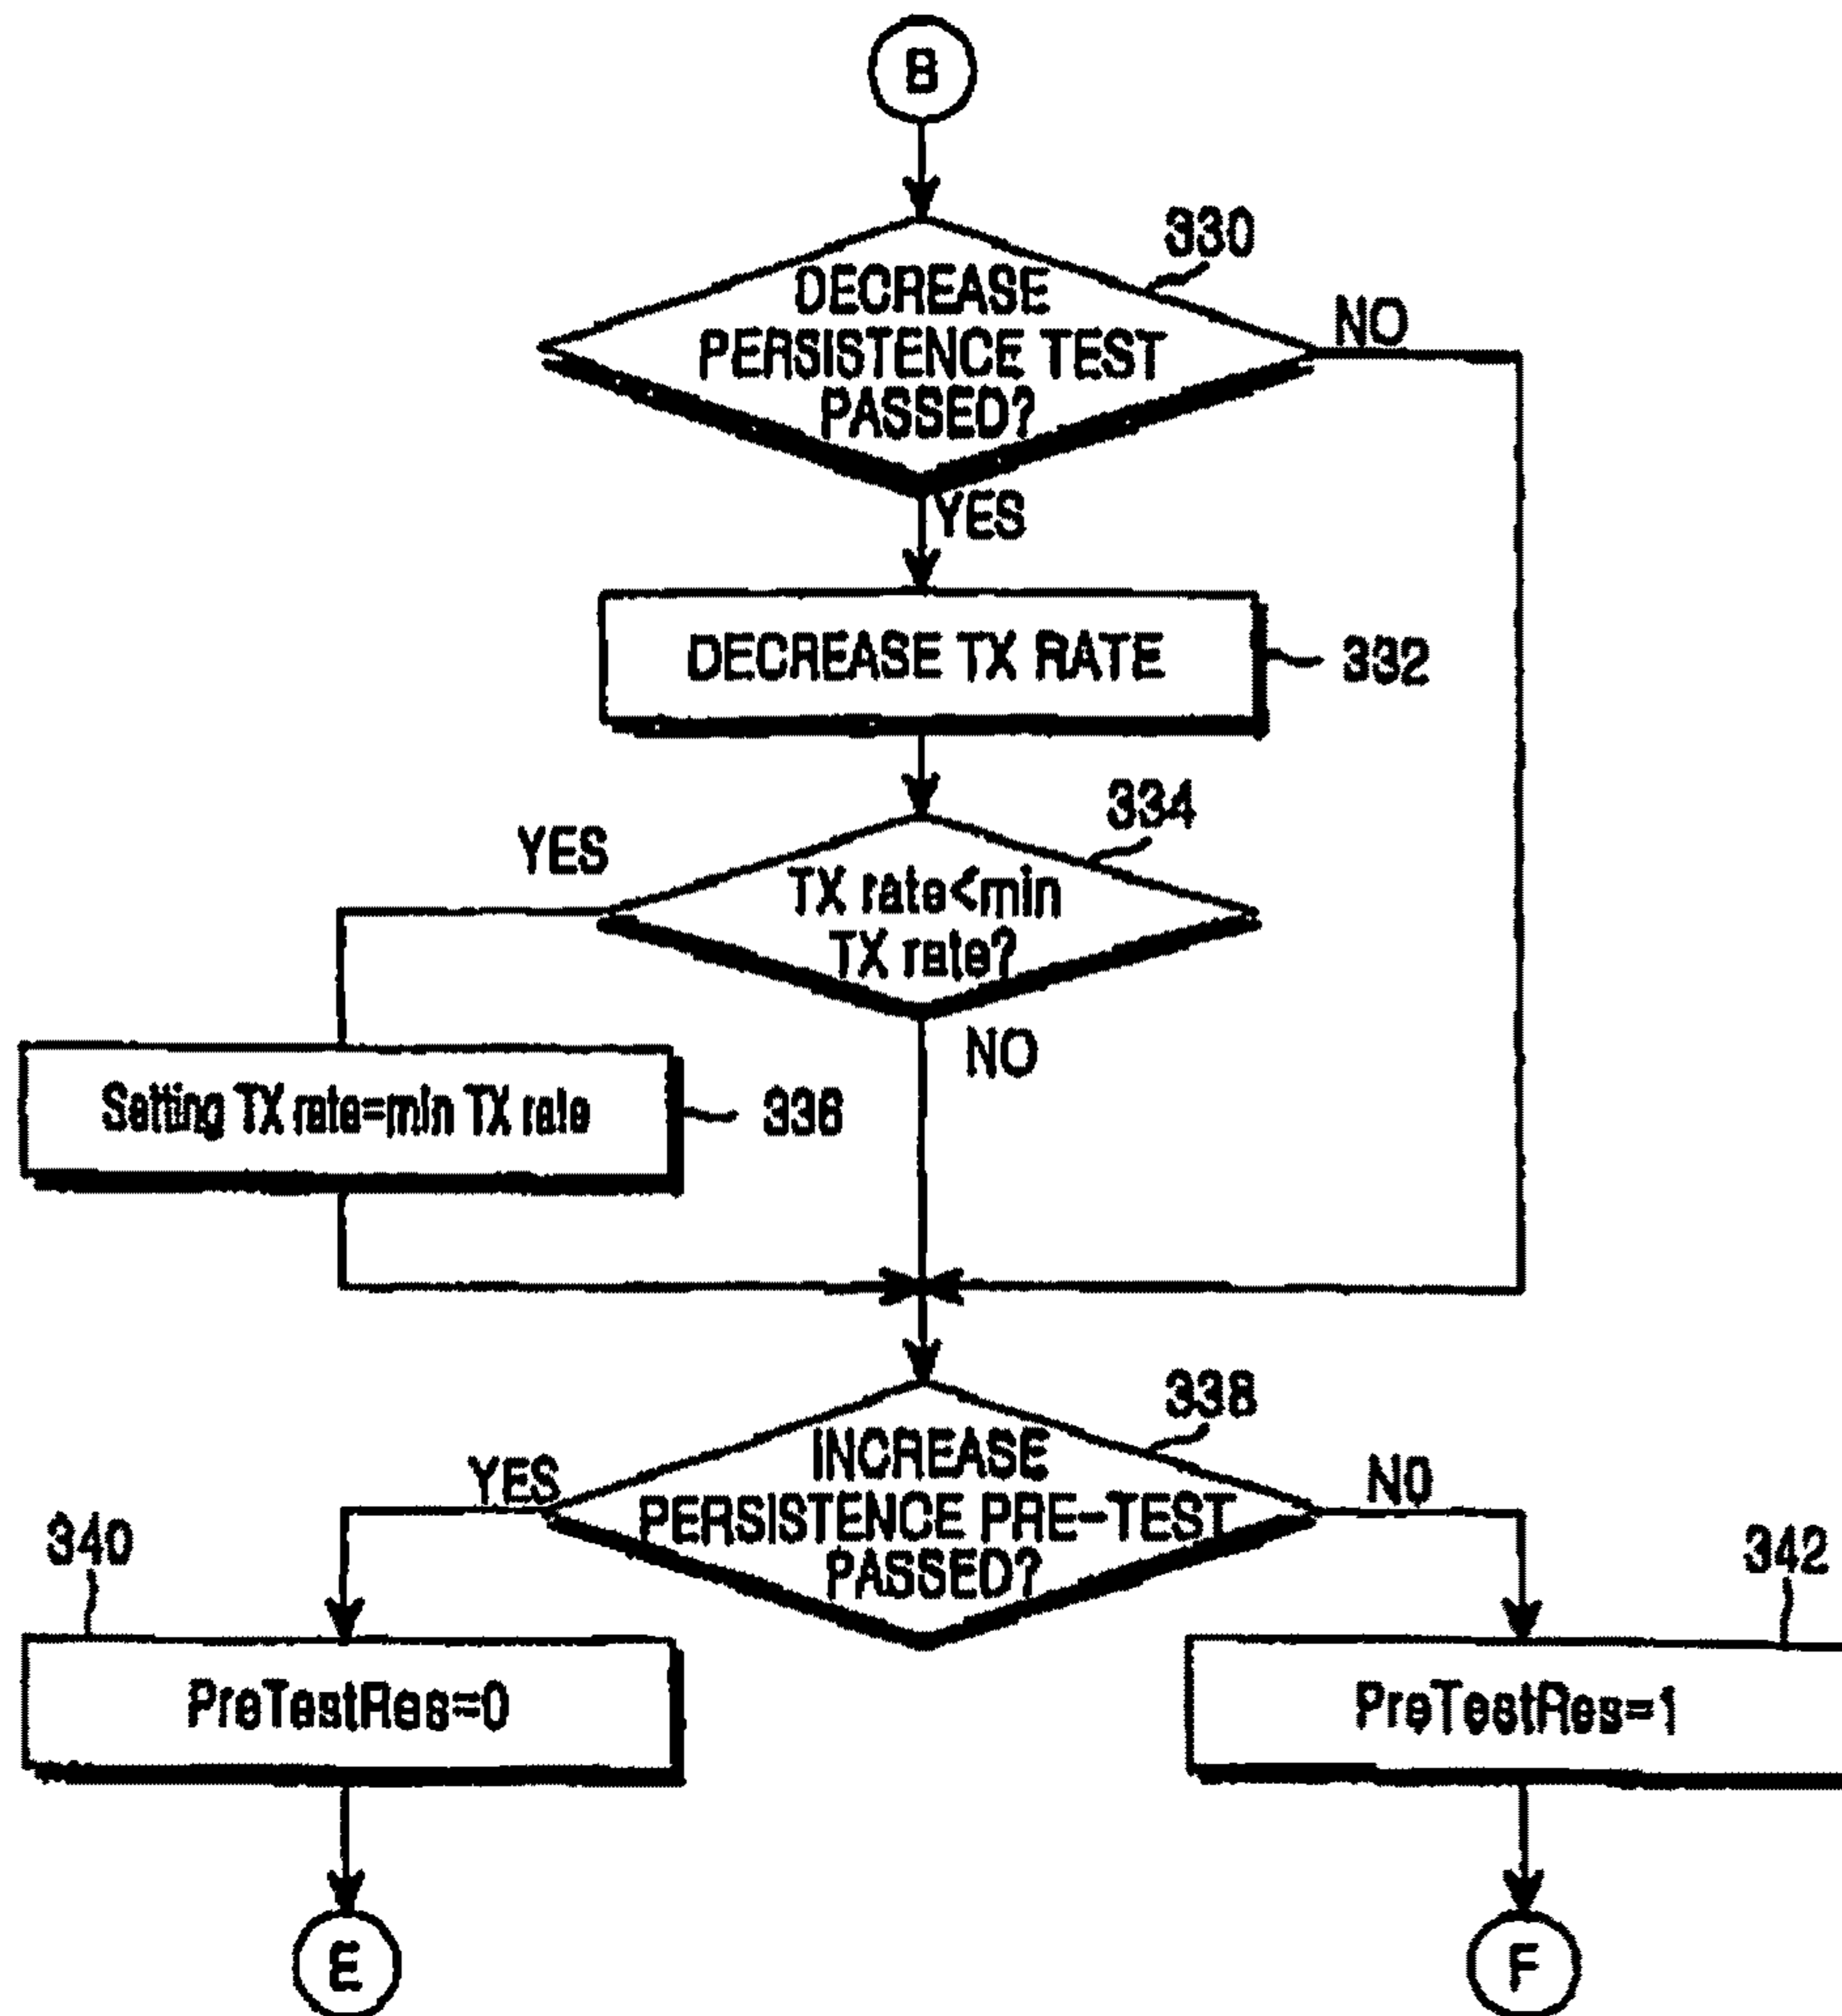 B
330
DECREASE
PERSISTENCE TEST
PASSED?
NO
YES
DECREASE TX RATE
332
334
YES
TX rate<min
TX rate?
NO
Setting TX rate=min TX rate
336
338
INCREASE
PERSISTENCE PRE-TEST
PASSED?
YES
NO
340
342
PreTestRes=0
PreTestRes=1
E
F